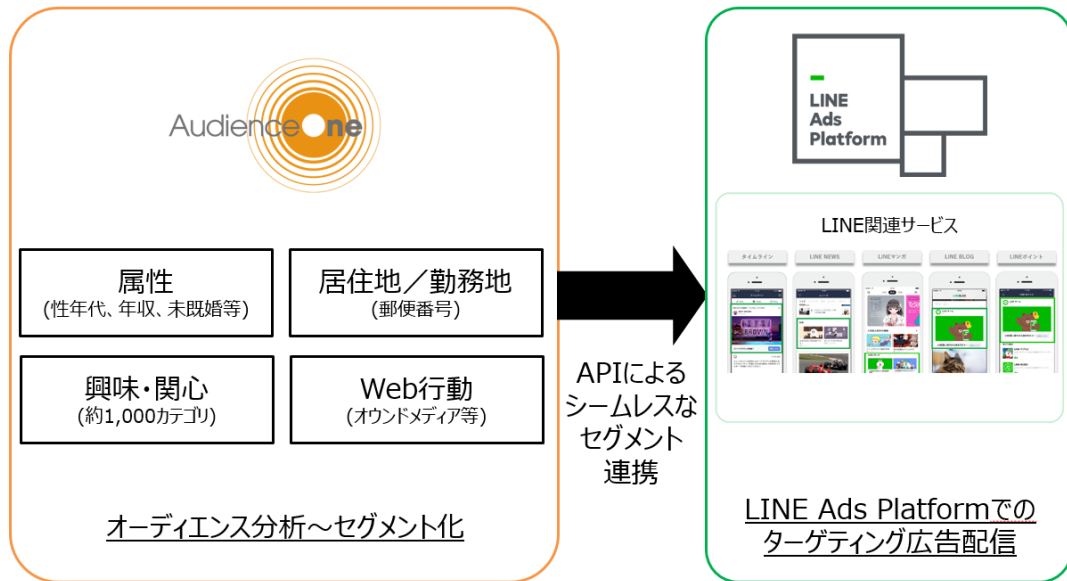 AudienceOne
属性
(性年代、年収、未既婚等)
居住地／勤務地
(郵便番号)
興味・関心
(約1,000カテゴリ)
Web行動
(オウンドメディア等)
オーディエンス分析～セグメント化
APIによる
シームレスな
セグメント
連携
LINE
Ads
Platform
LINE関連サービス
タイムライン
LINE NEWS
LINEマンガ
LINE BLOG
LINEポイント
LINE Ads Platformでの
ターゲティング広告配信